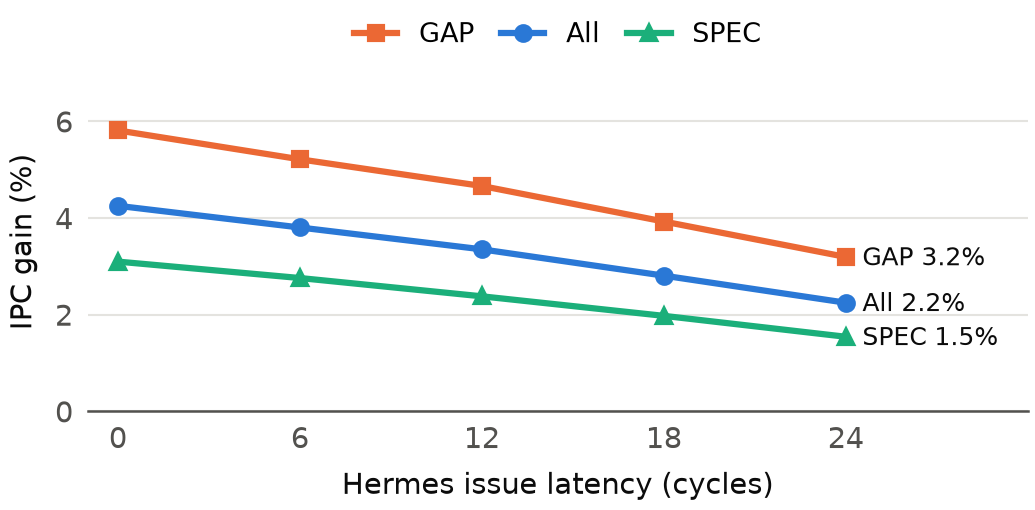 GAP All SPEC
IPC gain (%)
6
4
2
0
GAP 3.2%
All 2.2%
SPEC 1.5%
0 6 12 18 24
Hermes issue latency (cycles)